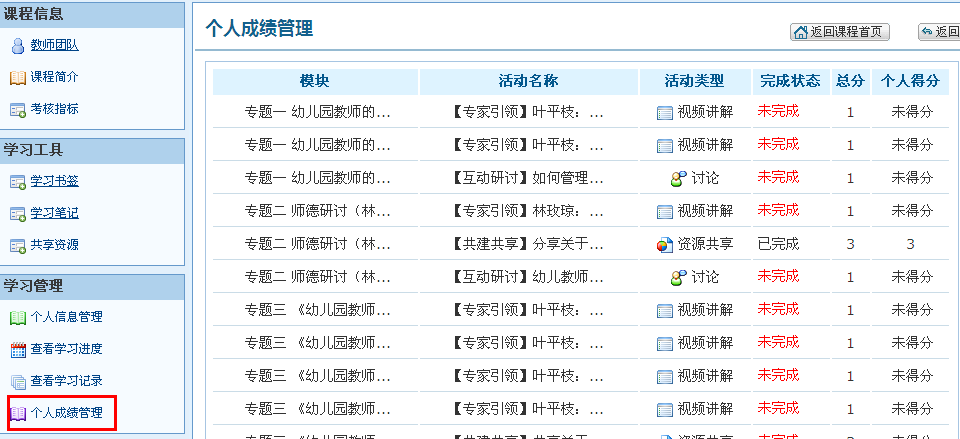 课程信息
教师团队
课程简介
考核指标
学习工具
学习书签
学习笔记
共享资源
学习管理
个人信息管理
查看学习进度
查看学习记录
个人成绩管理
个人成绩管理
返回课程首页 返回
模块 活动名称 活动类型 完成状态 总分 个人得分
专题一 幼儿园教师的... 【专家引领】叶平枝：... 视频讲解 未完成 1 未得分
专题一 幼儿园教师的... 【专家引领】叶平枝：... 视频讲解 未完成 1 未得分
专题一 幼儿园教师的... 【互动研讨】如何管理... 讨论 未完成 1 未得分
专题二 师德研讨（林... 【专家引领】林玫琼：... 视频讲解 未完成 1 未得分
专题二 师德研讨（林... 【共建共享】分享关于... 资源共享 已完成 3 3
专题二 师德研讨（林... 【互动研讨】幼儿教师... 讨论 未完成 1 未得分
专题三 《幼儿园教师... 【专家引领】叶平枝：... 视频讲解 未完成 1 未得分
专题三 《幼儿园教师... 【专家引领】叶平枝：... 视频讲解 未完成 1 未得分
专题三 《幼儿园教师... 【专家引领】叶平枝：... 视频讲解 未完成 1 未得分
专题三 《幼儿园教师... 【专家引领】叶平枝：... 视频讲解 未完成 1 未得分